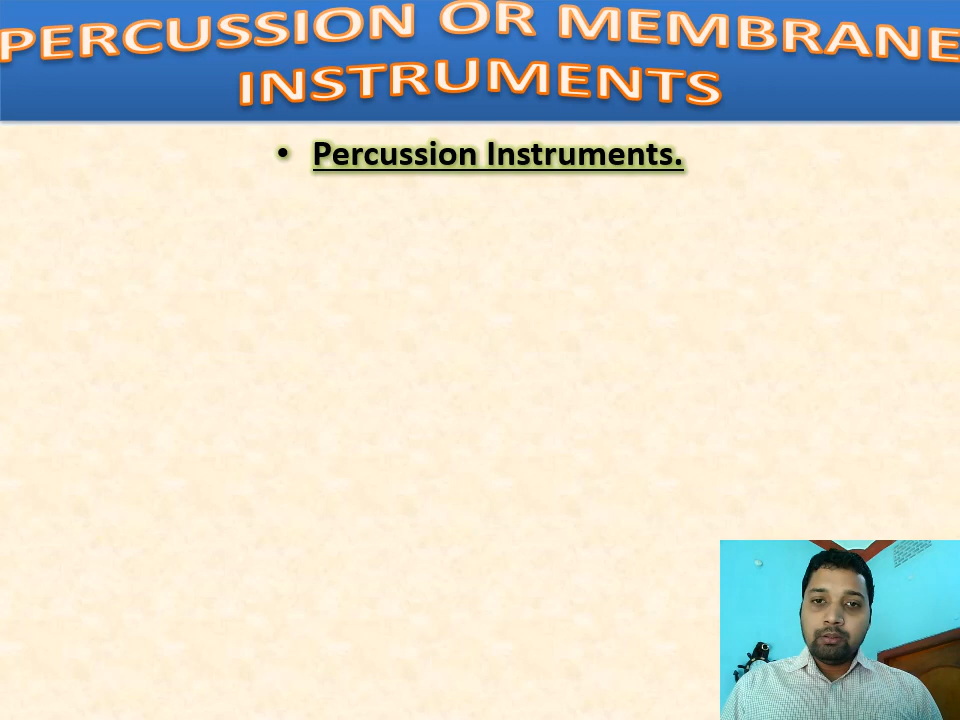 PERCUSSION OR MEMBRANE
INSTRUMENTS
• Percussion Instruments.